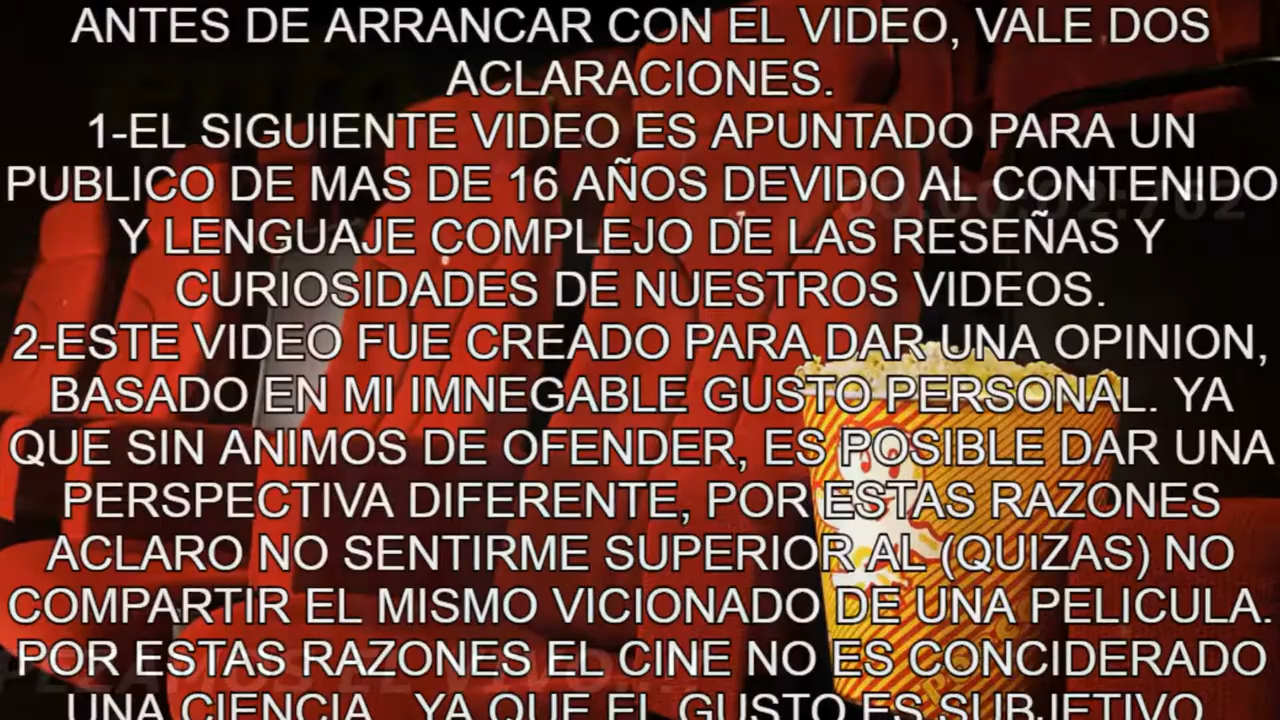 ANTES DE ARRANCAR CON EL VIDEO, VALE DOS
ACLARACIONES.
1-EL SIGUIENTE VIDEO ES APUNTADO PARA UN
PUBLICO DE MAS DE 16 AÑOS DEVIDO AL CONTENIDO
Y LENGUAJE COMPLEJO DE LAS RESEÑAS Y
CURIOSIDADES DE NUESTROS VIDEOS.
2-ESTE VIDEO FUE CREADO PARA DAR UNA OPINION,
BASADO EN MI IMNEGABLE GUSTO PERSONAL. YA
QUE SIN ANIMOS DE OFENDER, ES POSIBLE DAR UNA
PERSPECTIVA DIFERENTE, POR ESTAS RAZONES
ACLARO NO SENTIRME SUPERIOR AL (QUIZAS) NO
COMPARTIR EL MISMO VICIONADO DE UNA PELICULA.
POR ESTAS RAZONES EL CINE NO ES CONCIDERADO
UNA CIENCIA, YA QUE EL GUSTO ES SUBJETIVO